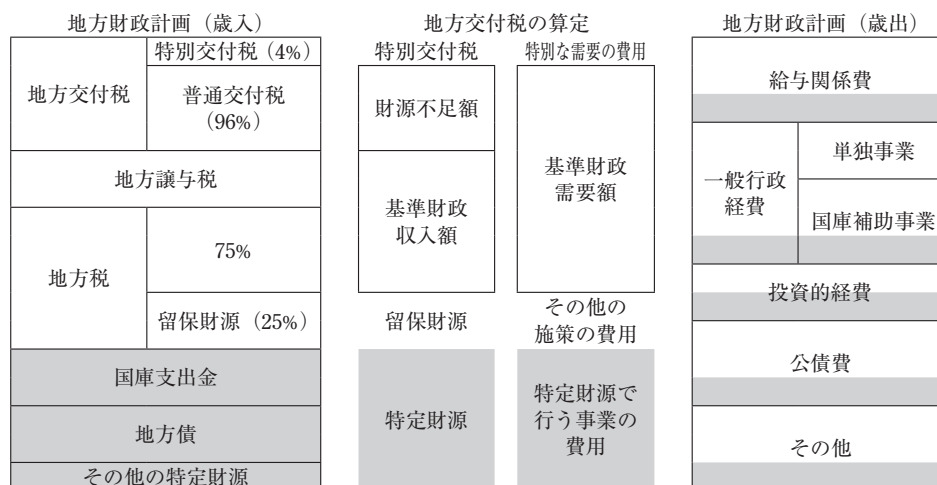 地方財政計画（歳入）
地方交付税
特別交付税（4%）
普通交付税
（96%）
地方譲与税
地方税
75%
留保財源（25%）
国庫支出金
地方債
その他の特定財源
地方交付税の算定
特別交付税
特別な需要の費用
財源不足額
基準財政
収入額
基準財政
需要額
留保財源
その他の
施策の費用
特定財源
特定財源で
行う事業の
費用
地方財政計画（歳出）
給与関係費
一般行政
経費
単独事業
国庫補助事業
投資的経費
公債費
その他